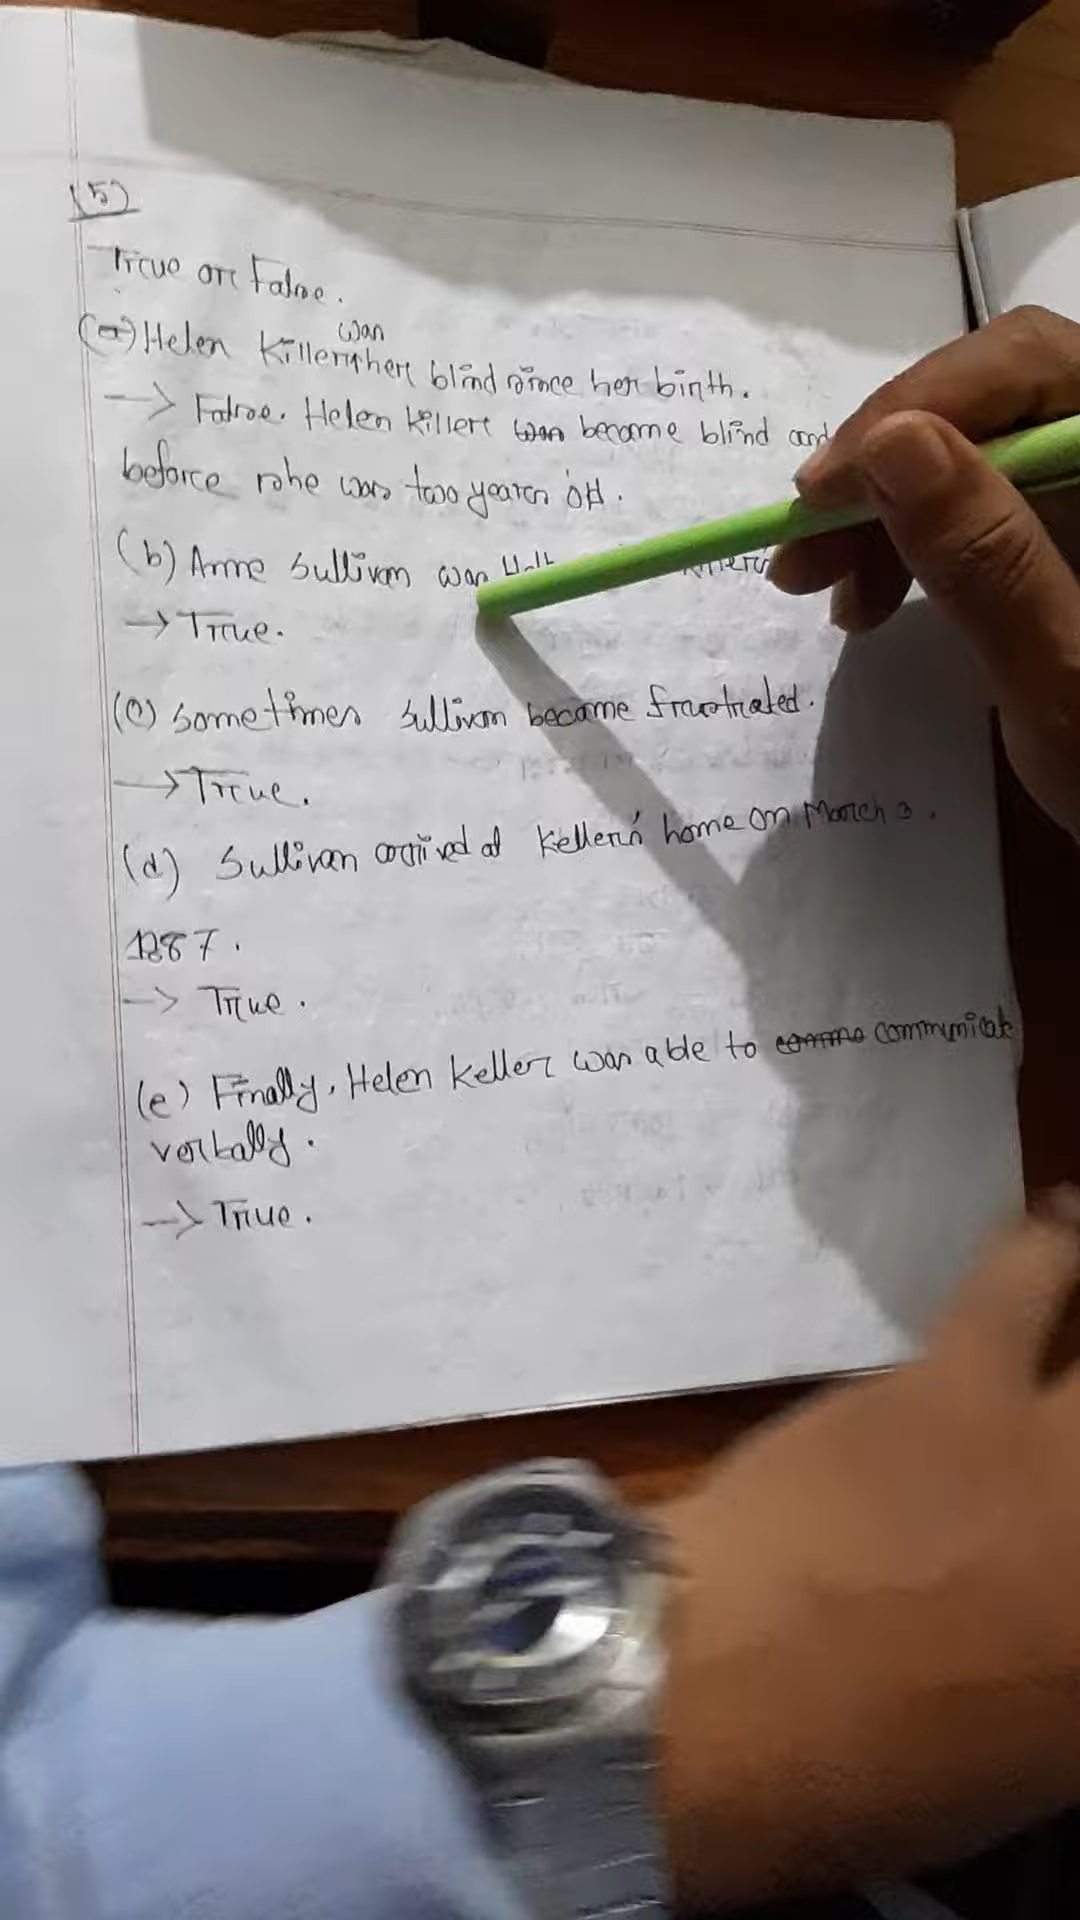 (5)
True or False.
(a) Helen Killer was blind since her birth.
→ False. Helen Killer became blind and
before she was two years old.
(b) Anne Sullivan was
→ True.
(c) Sometimes Sullivan became frustrated.
→ True.
(d) Sullivan arrived at Keller's home on March 3.
1887.
→ True.
(e) Finally, Helen Keller was able to communicate
verbally.
→ True.